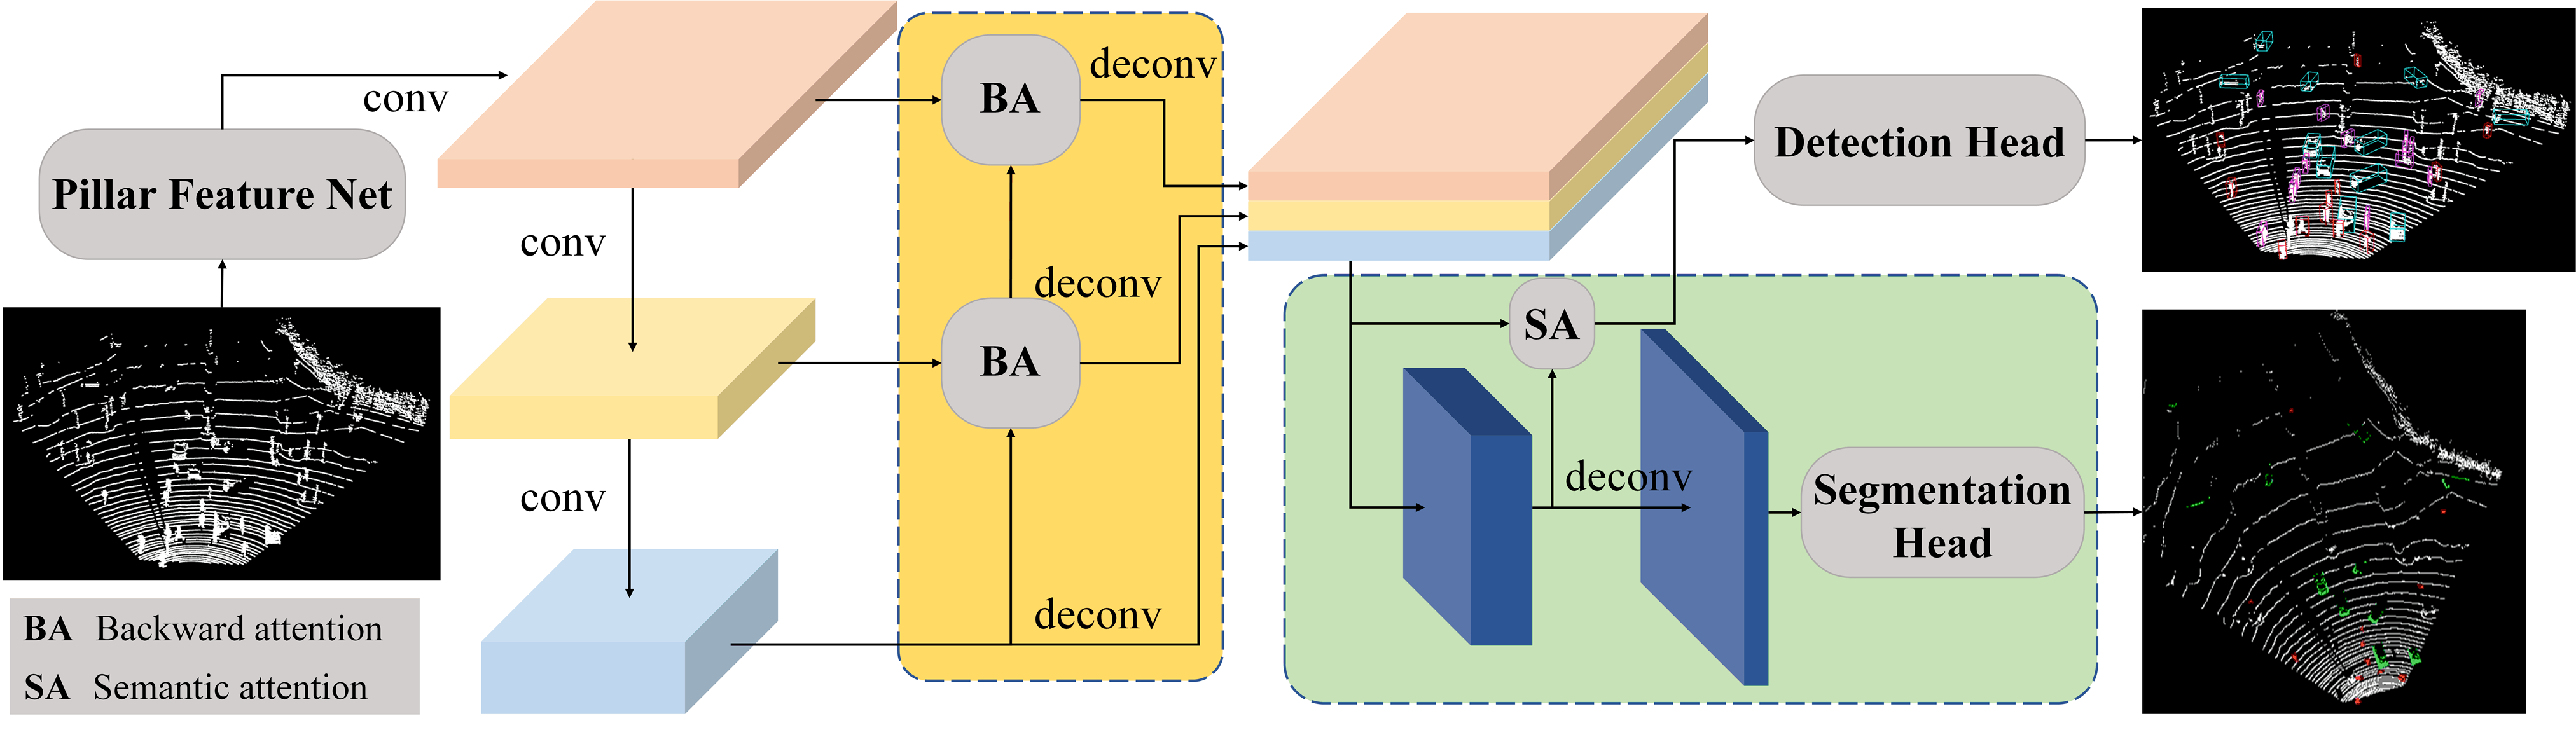 conv
Pillar Feature Net
conv
conv
BA Backward attention
SA Semantic attention
BA
deconv
deconv
BA
deconv
Detection Head
SA
deconv
Segmentation
Head